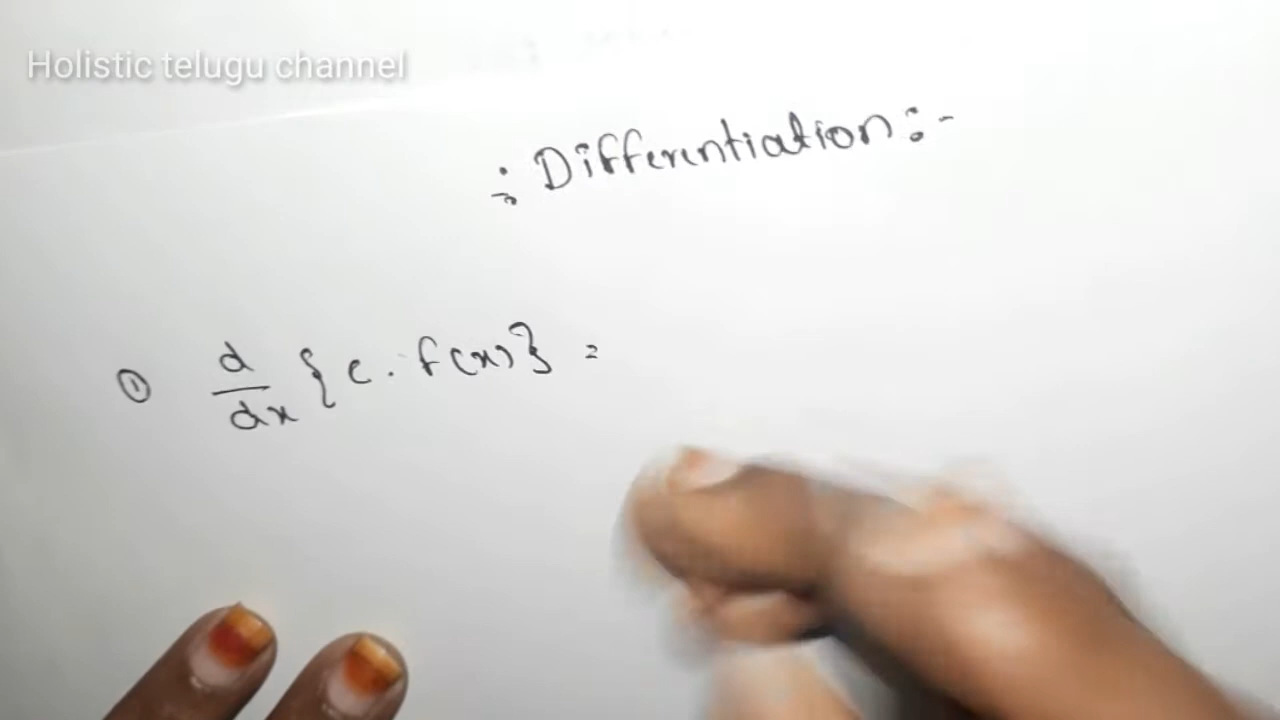 Holistic telugu channel
:- Differentiation :-
① d/dx {c. f(x)} =